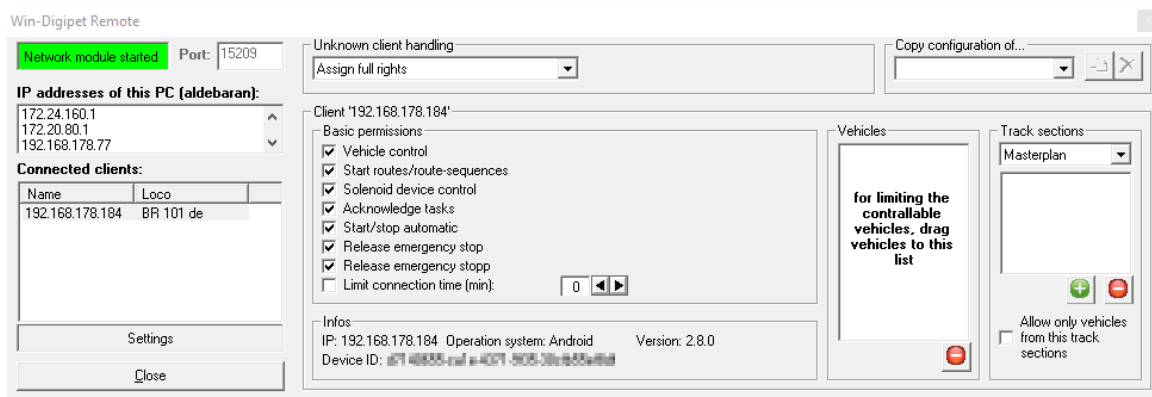 Win-Digipet Remote
Network module started
Port: 15209
IP addresses of this PC (aldebaran):
172.24.160.1
172.20.80.1
192.168.178.77
Connected clients:
Name Loco
192.168.178.184 BR 101 de
Settings
Close
Unknown client handling
Assign full rights
Copy configuration of...
Client '192.168.178.184'
Basic permissions
Vehicle control
Start routes/route-sequences
Solenoid device control
Acknowledge tasks
Start/stop automatic
Release emergency stop
Release emergency stopp
Limit connection time (min): 0
Infos
IP: 192.168.178.184 Operation system: Android Version: 2.8.0
Device ID:
Vehicles
for limiting the
contrallable
vehicles, drag
vehicles to this
list
Track sections
Masterplan
Allow only vehicles
from this track
sections